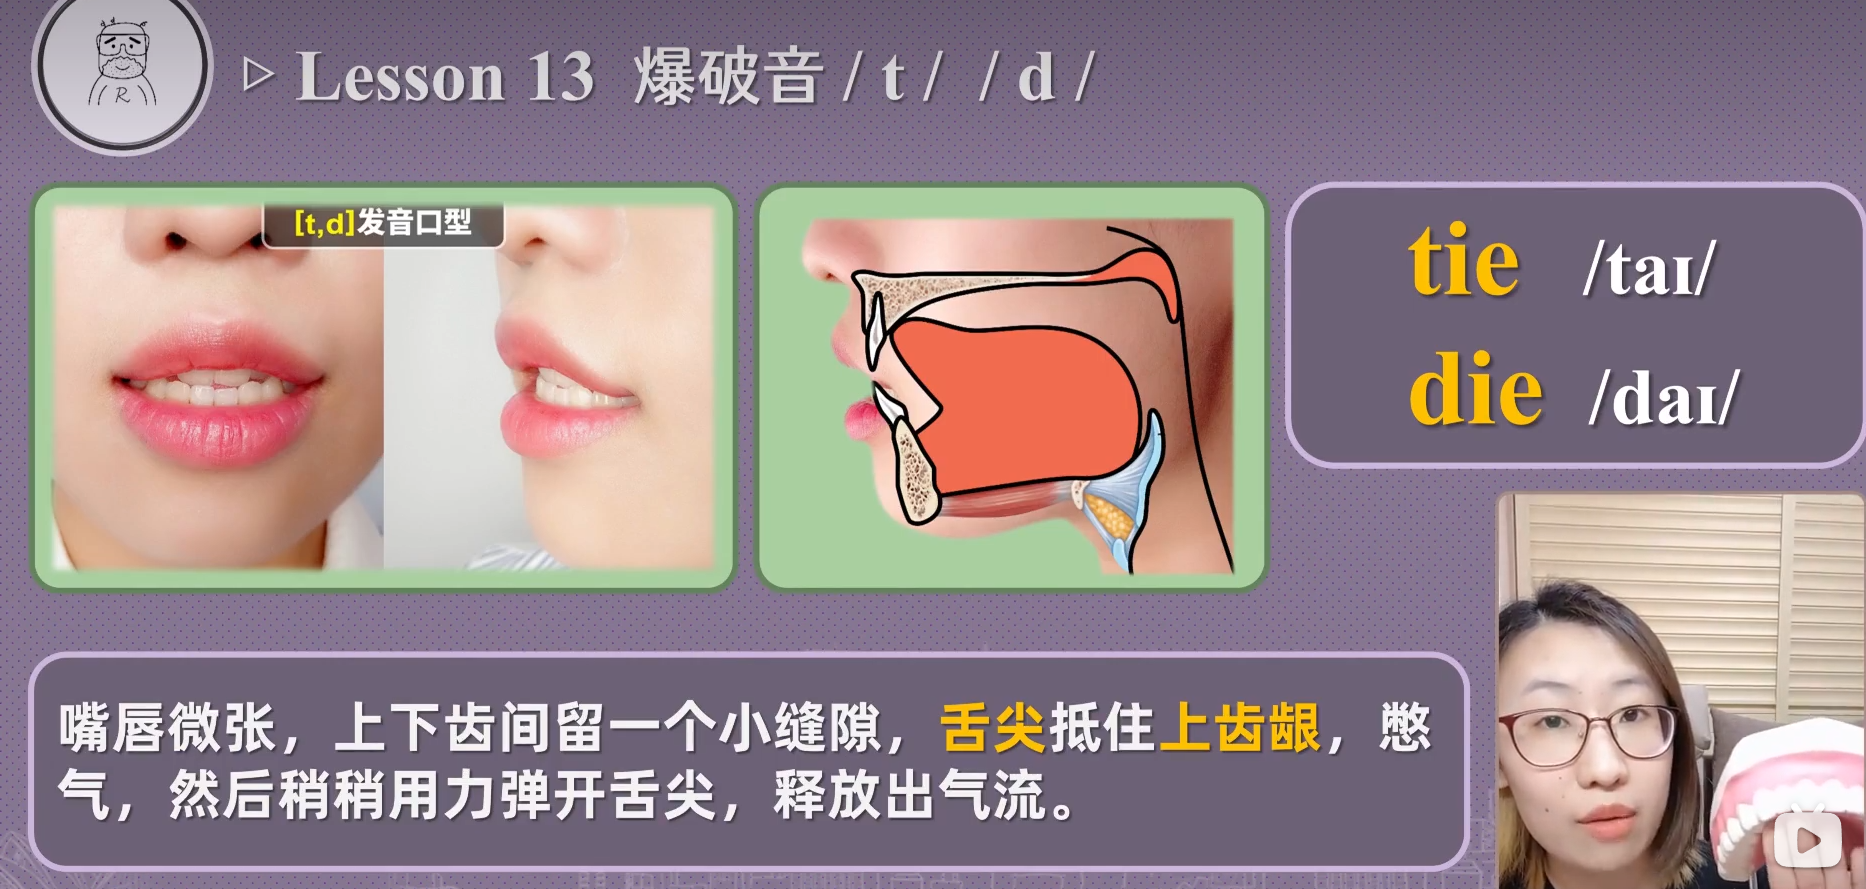 Lesson 13 爆破音 / t / / d /
[t,d]发音口型
tie /taɪ/
die /daɪ/
嘴唇微张，上下齿间留一个小缝隙，舌尖抵住上齿龈，憋
气，然后稍稍用力弹开舌尖，释放出气流。
R